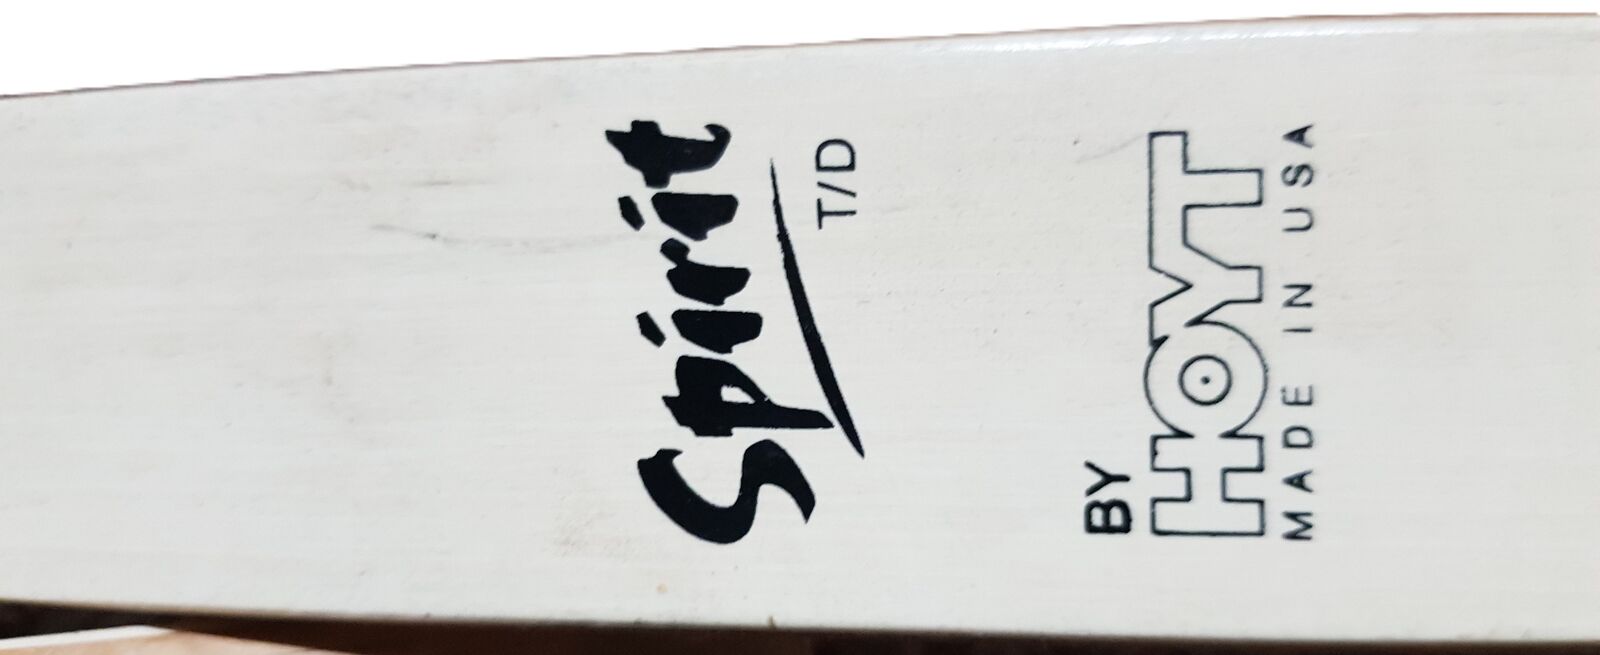 Spirit
T/D
BY
HOYT
MADE IN USA